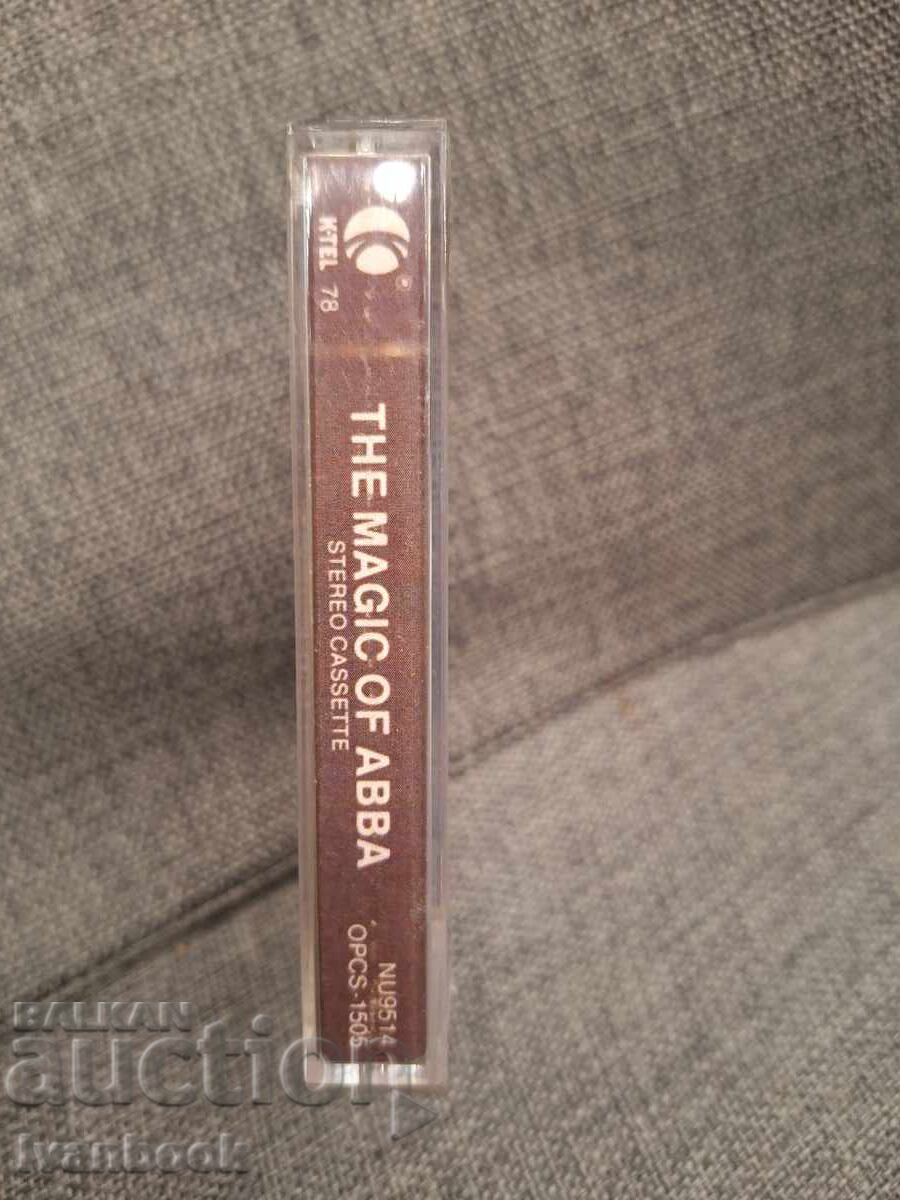 K-TEL 78
THE MAGIC OF ABBA
STEREO CASSETTE
NU9514
OPCS-1505
BALKAN
auction
Ivanbook